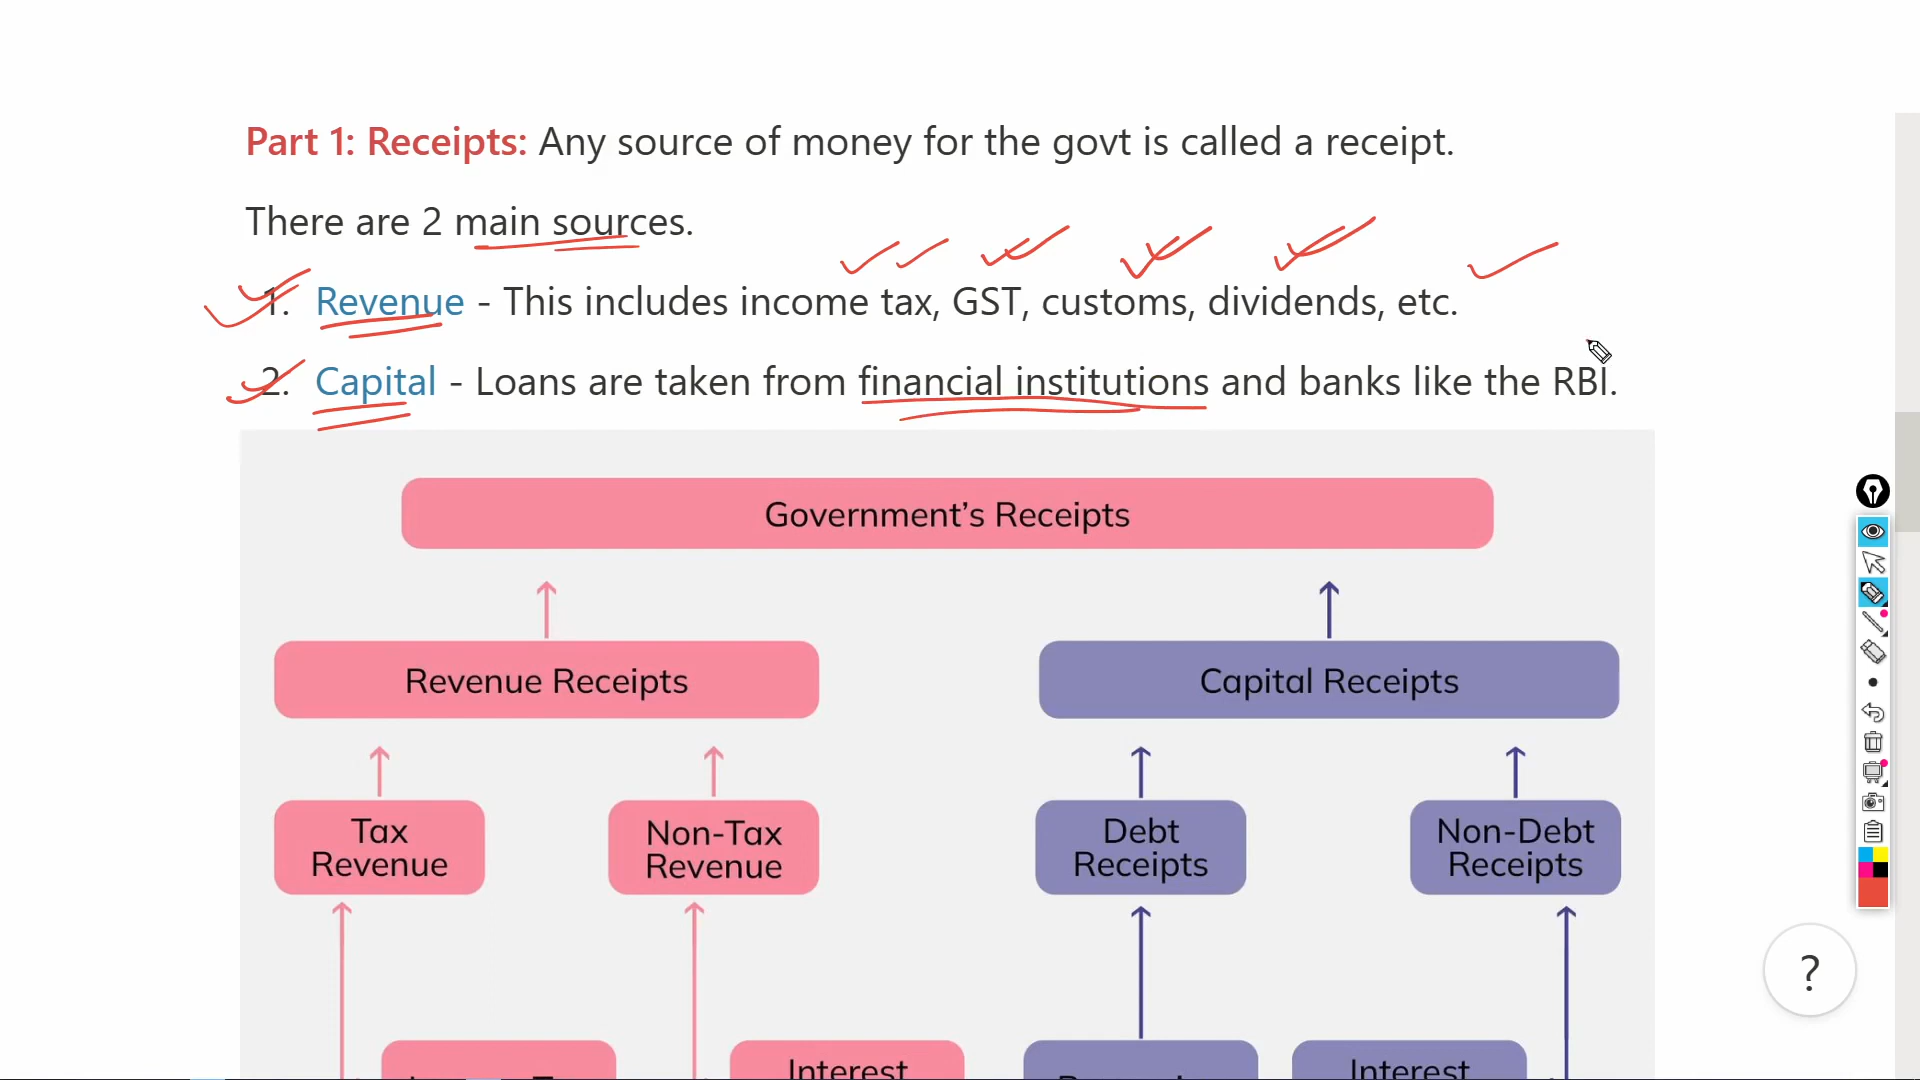 Part 1: Receipts: Any source of money for the govt is called a receipt.
There are 2 main sources.
1. Revenue - This includes income tax, GST, customs, dividends, etc.
2. Capital - Loans are taken from financial institutions and banks like the RBI.
Government's Receipts
Revenue Receipts
Capital Receipts
Tax
Revenue
Non-Tax
Revenue
Debt
Receipts
Non-Debt
Receipts
Interest
Interest
?